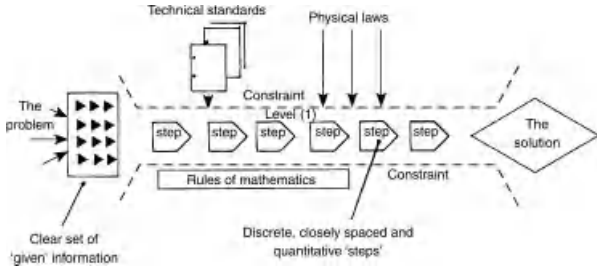 Technical standards
Physical laws
Constraint
Level (1)
The
problem
step
step
step
step
step
step
The
solution
Rules of mathematics
Constraint
Clear set of
'given' information
Discrete, closely spaced and
quantitative 'steps'